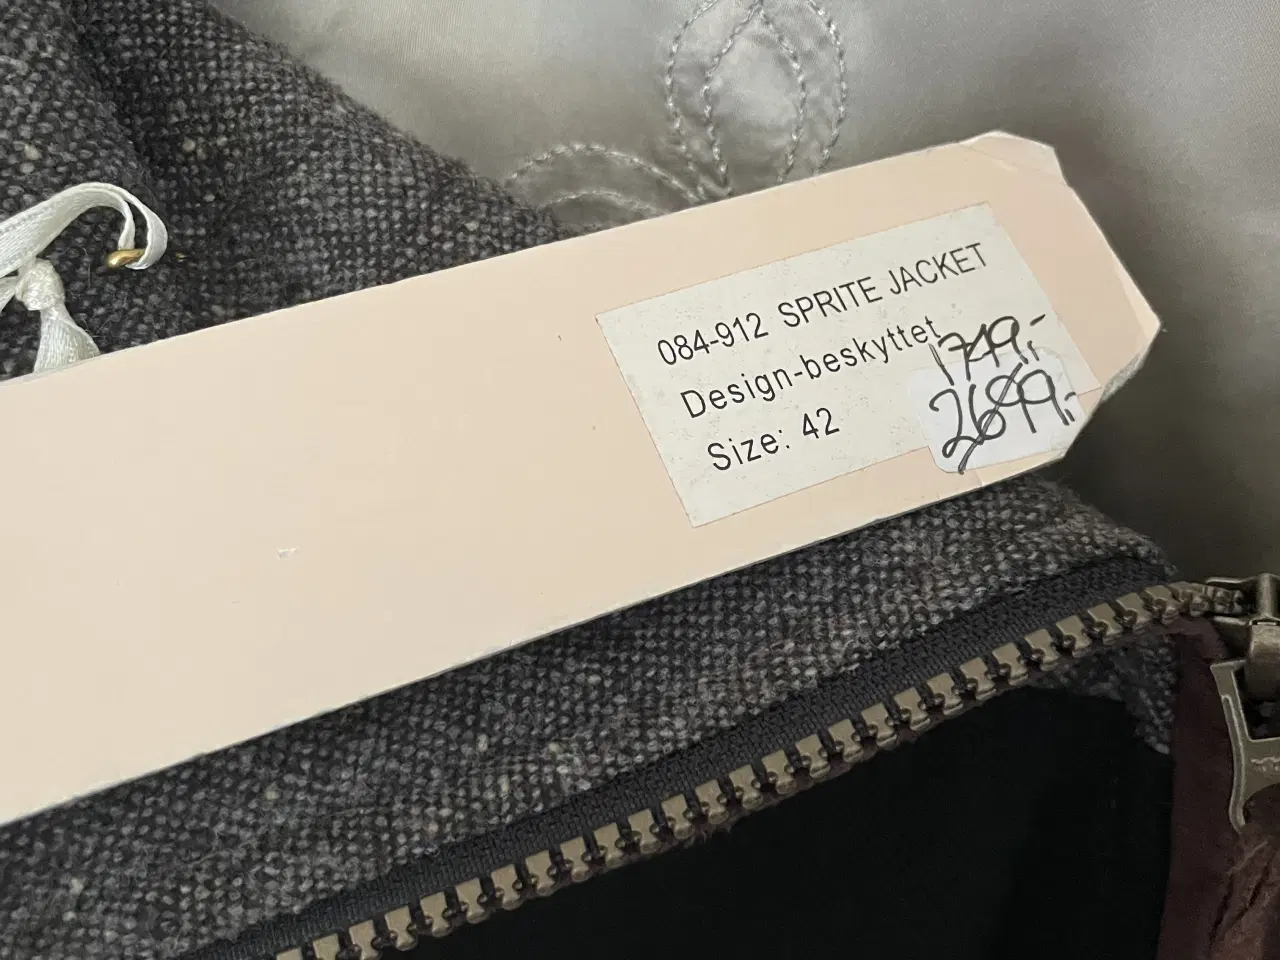 084-912 SPRITE JACKET
Design-beskyttet
1749,-
2699,-
Size: 42